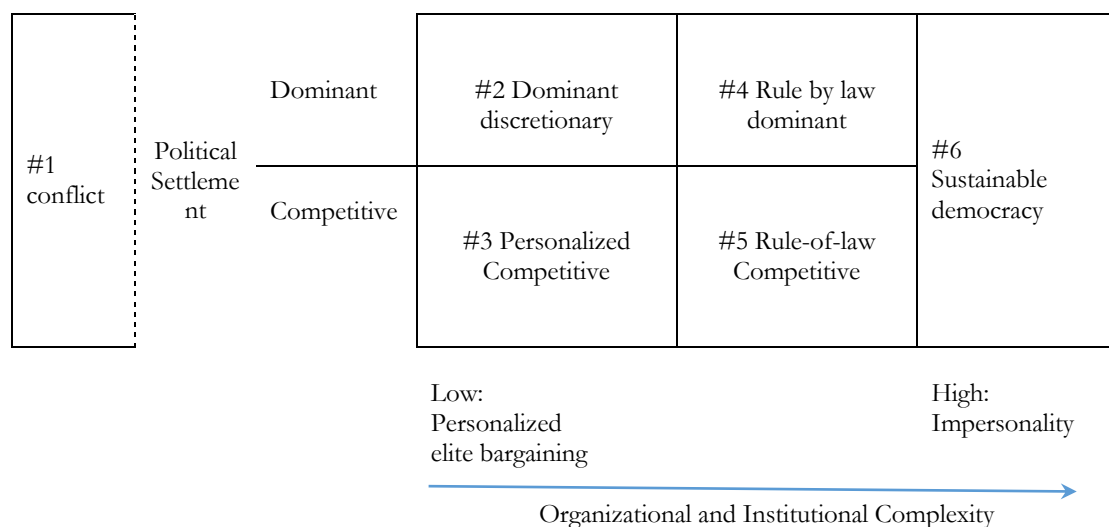 #1
conflict
Political
Settleme
nt
Dominant
Competitive
#2 Dominant
discretionary
#4 Rule by law
dominant
#3 Personalized
Competitive
#5 Rule-of-law
Competitive
#6
Sustainable
democracy
Low:
Personalized
elite bargaining
High:
Impersonality
Organizational and Institutional Complexity